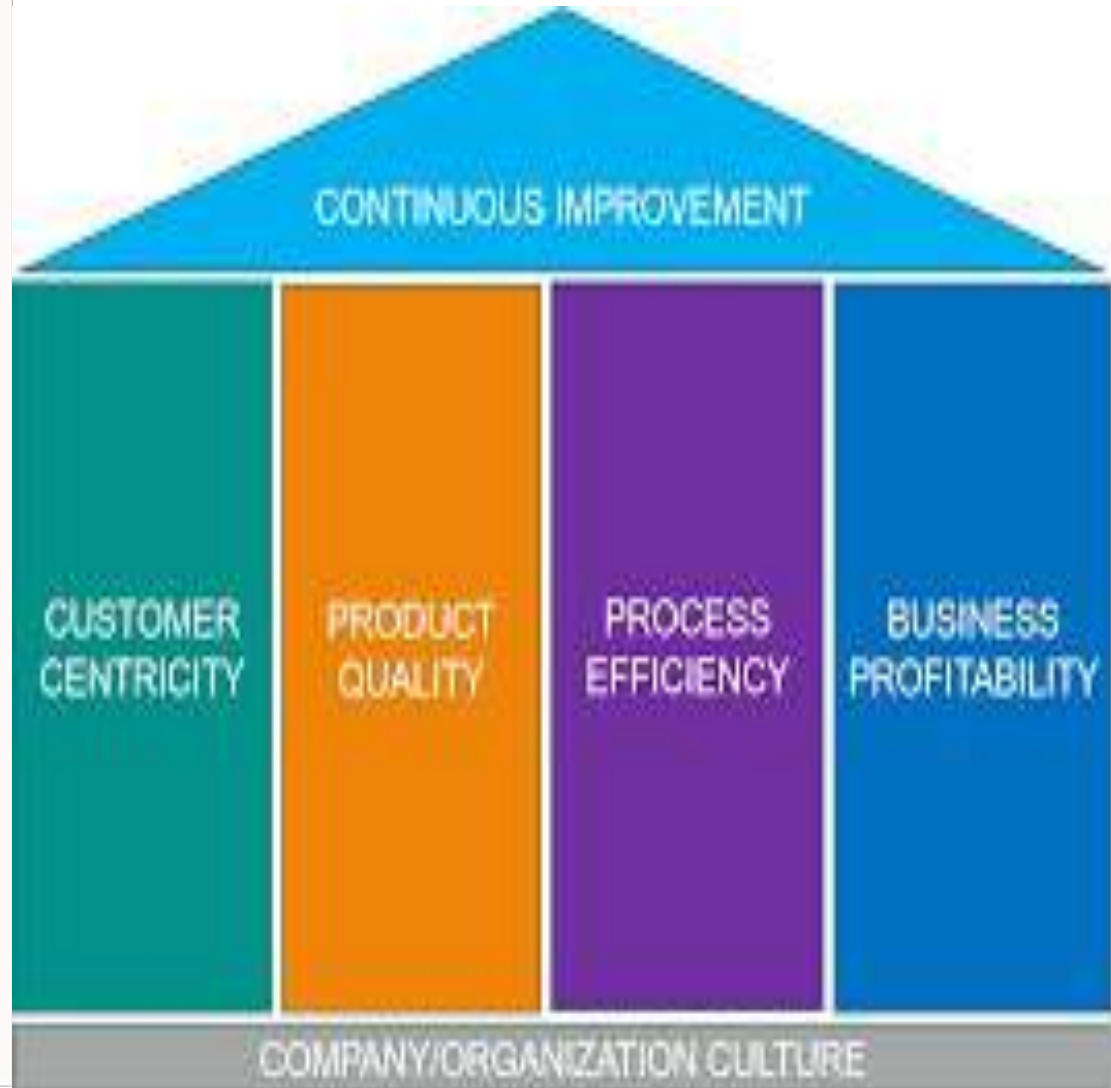 CONTINUOUS IMPROVEMENT
CUSTOMER
CENTRICITY
PRODUCT
QUALITY
PROCESS
EFFICIENCY
BUSINESS
PROFITABILITY
COMPANY/ORGANIZATION CULTURE